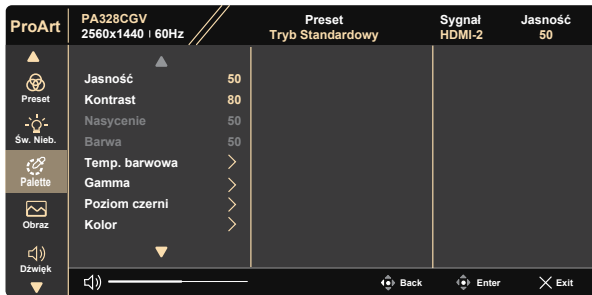 ProArt
PA328CGV
2560x1440 | 60Hz
Preset
Tryb Standardowy
Sygnał
HDMI-2
Jasność
50
Preset
Św. Nieb.
Palette
Obraz
Dźwięk
Jasność 50
Kontrast 80
Nasycenie 50
Barwa 50
Temp. barwowa
Gamma
Poziom czerni
Kolor
Back
Enter
Exit